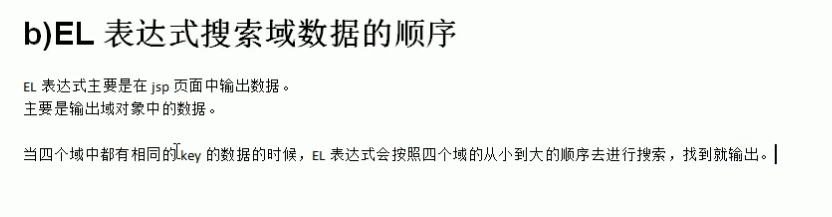 b)EL 表达式搜索域数据的顺序
EL 表达式主要是在 jsp 页面中输出数据。
主要是输出域对象中的数据。
当四个域中都有相同的 key 的数据的时候，EL 表达式会按照四个域的从小到大的顺序去进行搜索，找到就输出。